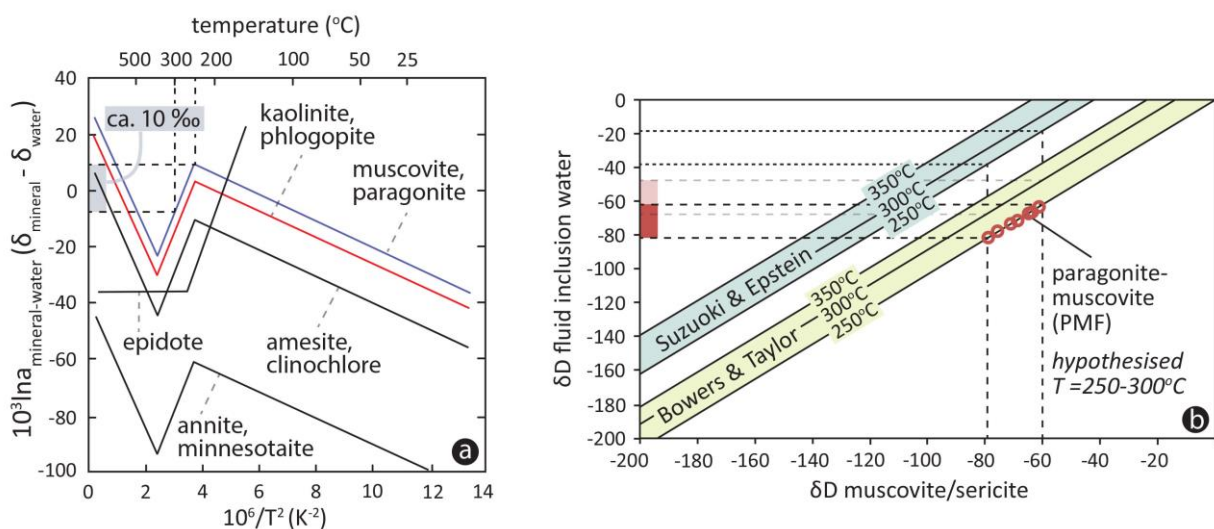 temperature (°C)
500 300 200 100 50 25
40
20
0
-20
-40
-60
-80
-100
10³lnα mineral-water (δ mineral - δ water)
ca. 10 ‰
kaolinite,
phlogopite
muscovite,
paragonite
epidote
amesite,
clinochlore
annite,
minnesotaite
a
0 2 4 6 8 10 12 14
10⁶/T² (K⁻²)
δD fluid inclusion water
0
-20
-40
-60
-80
-100
-120
-140
-160
-180
-200
350°C
300°C
250°C
Suzuoki & Epstein
350°C
300°C
250°C
Bowers & Taylor
paragonite-
muscovite
(PMF)
hypothesised
T =250-300°C
b
-200 -180 -160 -140 -120 -100 -80 -60 -40 -20
δD muscovite/sericite